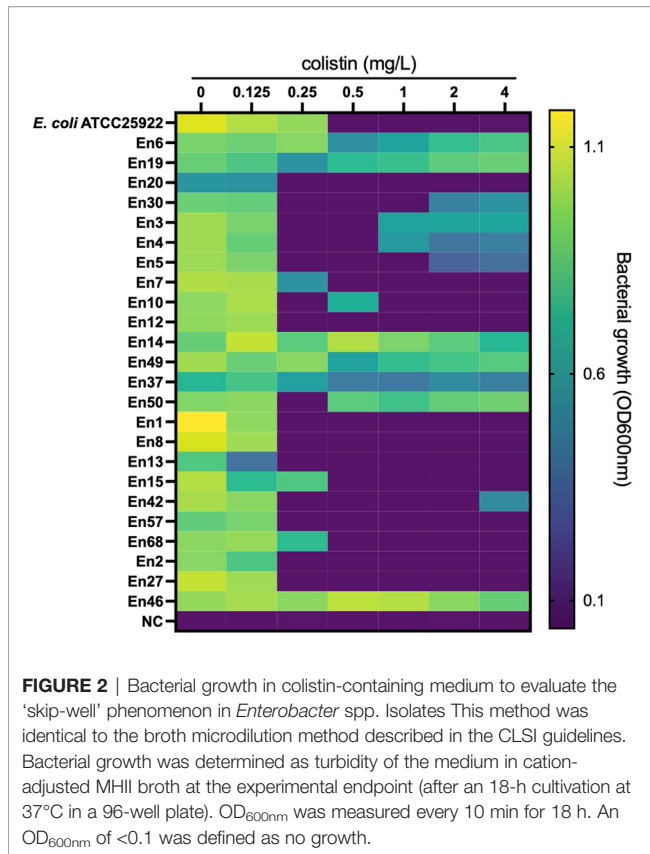 colistin (mg/L)
0 0.125 0.25 0.5 1 2 4
E. coli ATCC25922
En6
En19
En20
En30
En3
En4
En5
En7
En10
En12
En14
En49
En37
En50
En1
En8
En13
En15
En42
En57
En68
En2
En27
En46
NC
1.1
0.6
0.1
Bacterial growth (OD600nm)
FIGURE 2 | Bacterial growth in colistin-containing medium to evaluate the
‘skip-well’ phenomenon in Enterobacter spp. Isolates This method was
identical to the broth microdilution method described in the CLSI guidelines.
Bacterial growth was determined as turbidity of the medium in cation-
adjusted MHII broth at the experimental endpoint (after an 18-h cultivation at
37°C in a 96-well plate). OD600nm was measured every 10 min for 18 h. An
OD600nm of <0.1 was defined as no growth.